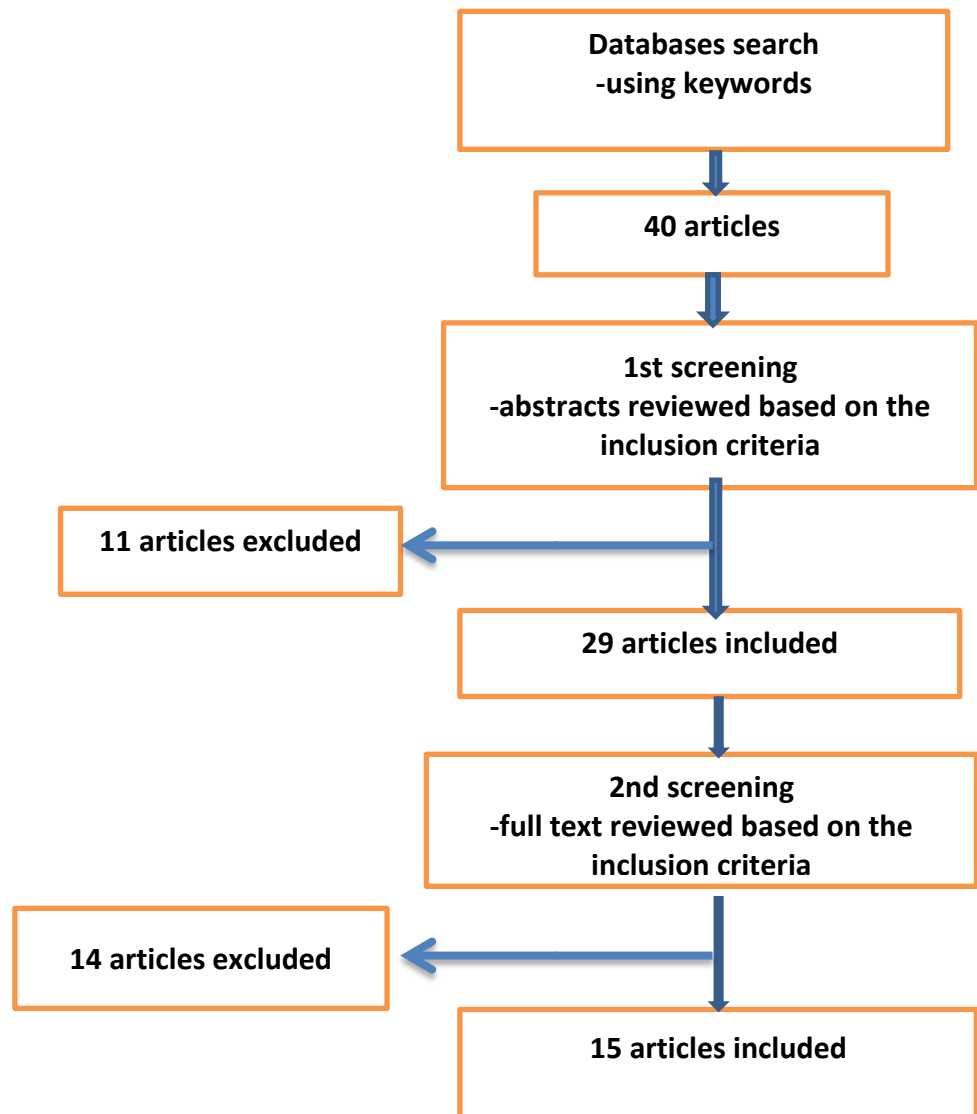 Databases search
-using keywords
40 articles
1st screening
-abstracts reviewed based on the
inclusion criteria
11 articles excluded
29 articles included
2nd screening
-full text reviewed based on the
inclusion criteria
14 articles excluded
15 articles included